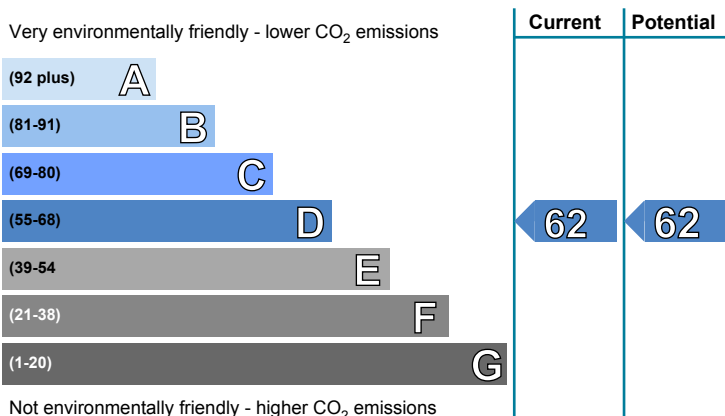 Very environmentally friendly - lower CO2 emissions
Current Potential
(92 plus) A
(81-91) B
(69-80) C
(55-68) D 62 62
(39-54 E
(21-38) F
(1-20) G
Not environmentally friendly - higher CO2 emissions